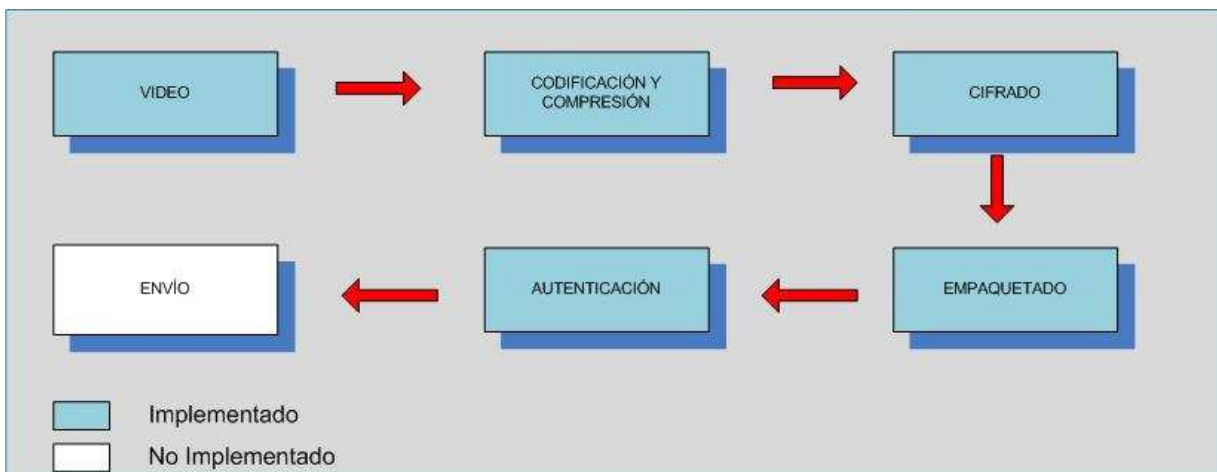 VIDEO
CODIFICACIÓN Y
COMPRESIÓN
CIFRADO
ENVÍO
AUTENTICACIÓN
EMPAQUETADO
Implementado
No Implementado